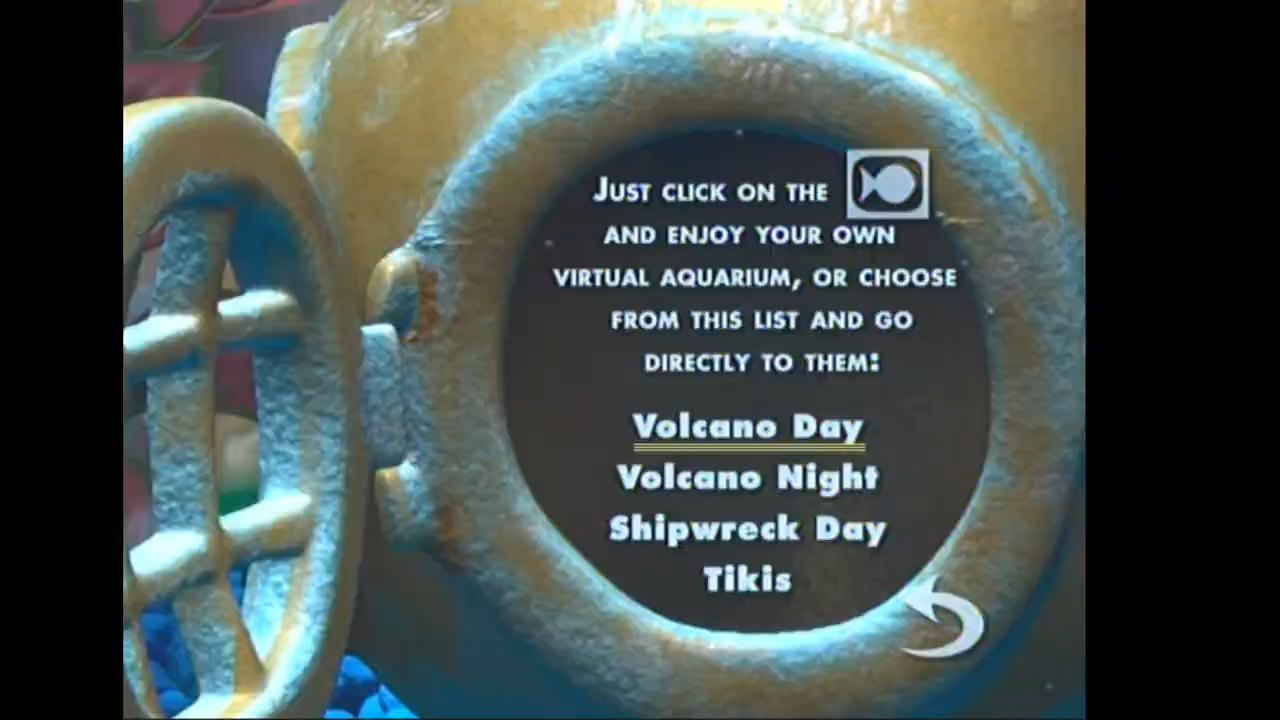 JUST CLICK ON THE
AND ENJOY YOUR OWN
VIRTUAL AQUARIUM, OR CHOOSE
FROM THIS LIST AND GO
DIRECTLY TO THEM:
Volcano Day
Volcano Night
Shipwreck Day
Tikis